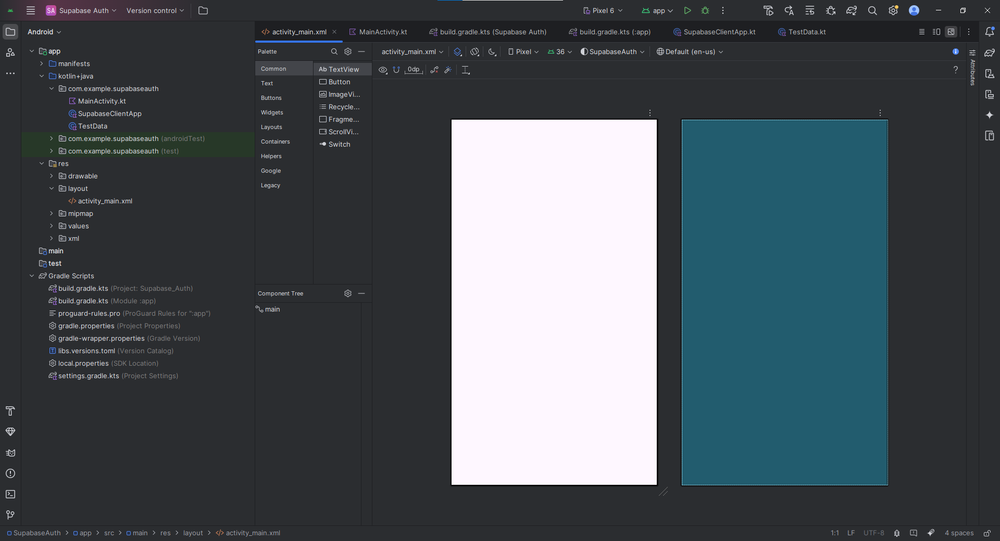 SA Supabase Auth Version control Pixel 6 app
Android
activity_main.xml MainActivity.kt build.gradle.kts (Supabase Auth) build.gradle.kts (:app) SupabaseClientApp.kt TestData.kt
app
manifests
kotlin+java
com.example.supabaseauth
MainActivity.kt
SupabaseClientApp
TestData
com.example.supabaseauth (androidTest)
com.example.supabaseauth (test)
res
drawable
layout
activity_main.xml
mipmap
values
xml
main
test
Gradle Scripts
build.gradle.kts (Project: Supabase_Auth)
build.gradle.kts (Module :app)
proguard-rules.pro (ProGuard Rules for ":app")
gradle.properties (Project Properties)
gradle-wrapper.properties (Gradle Version)
libs.versions.toml (Version Catalog)
local.properties (SDK Location)
settings.gradle.kts (Project Settings)
Palette
Common
Text
Buttons
Widgets
Layouts
Containers
Helpers
Google
Legacy
Ab TextView
Button
ImageVi...
Recycle...
Fragme...
ScrollVi...
Switch
Component Tree
main
activity_main.xml Pixel 36 SupabaseAuth Default (en-us)
0dp ?
Attributes
SupabaseAuth > app > src > main > res > layout > activity_main.xml 1:1 LF UTF-8 4 spaces